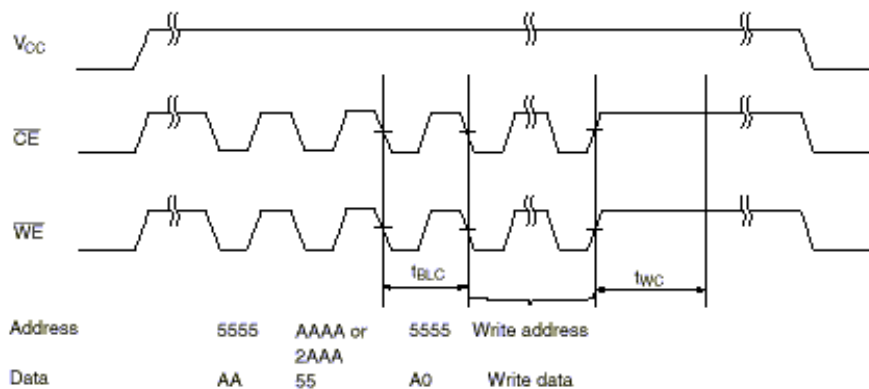 VCC
CE
WE
tBLC
tWC
Address 5555 AAAA or 5555 Write address
2AAA
Data AA 55 A0 Write data